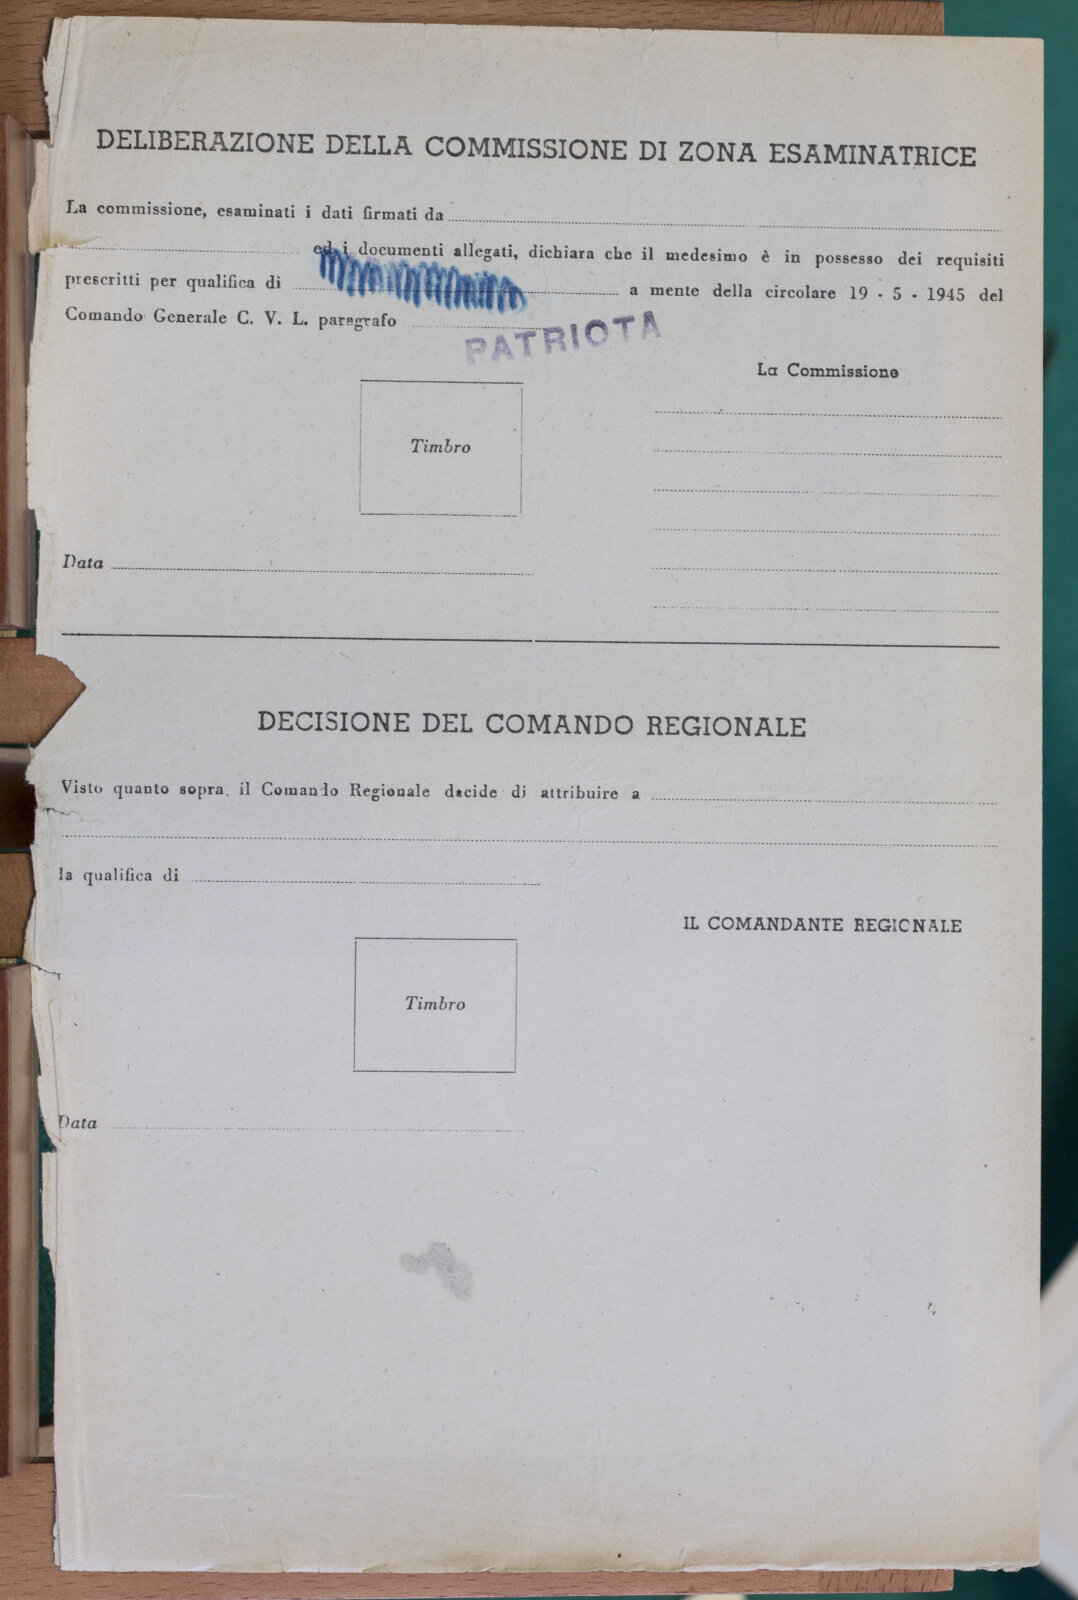 DELIBERAZIONE DELLA COMMISSIONE DI ZONA ESAMINATRICE
La commissione, esaminati i dati firmati da
ed i documenti allegati, dichiara che il medesimo è in possesso dei requisiti
prescritti per qualifica di a mente della circolare 19 - 5 - 1945 del
Comando Generale C. V. L. paragrafo
PATRIOTA
La Commissione
Timbro
Data
DECISIONE DEL COMANDO REGIONALE
Visto quanto sopra, il Comando Regionale decide di attribuire a
la qualifica di
IL COMANDANTE REGIONALE
Timbro
Data